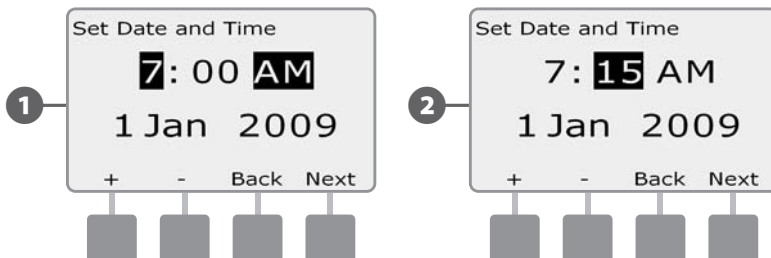 Set Date and Time
7: 00 AM
1 Jan 2009
+ - Back Next
1
Set Date and Time
7: 15 AM
1 Jan 2009
+ - Back Next
2